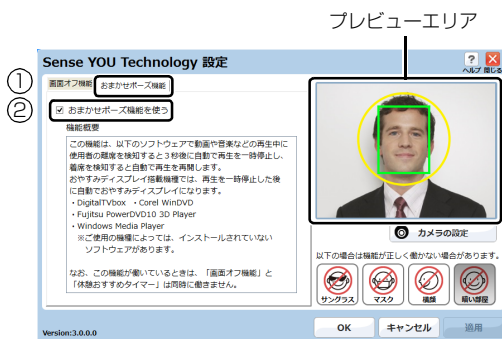 プレビューエリア
Sense YOU Technology 設定
?
ヘルプ 閉じる
①
画面オフ機能 おまかせポーズ機能
②
おまかせポーズ機能を使う
機能概要
この機能は、以下のソフトウェアで動画や音楽などの再生中に
使用者の離席を検知すると3秒後に自動で再生を一時停止し、
着席を検知すると自動で再生を再開します。
おやすみディスプレイ搭載機種では、再生を一時停止した後
に自動でおやすみディスプレイになります。
・DigitalTVbox ・Corel WinDVD
・Fujitsu PowerDVD10 3D Player
・Windows Media Player
※ご使用の機種によっては、インストールされていない
ソフトウェアがあります。
なお、この機能が働いているときは、「画面オフ機能」と
「休憩おすすめタイマー」は同時に働きません。
カメラの設定
以下の場合は機能が正しく働かない場合があります。
サングラス マスク 横顔 暗い部屋
Version:3.0.0.0
OK キャンセル 適用